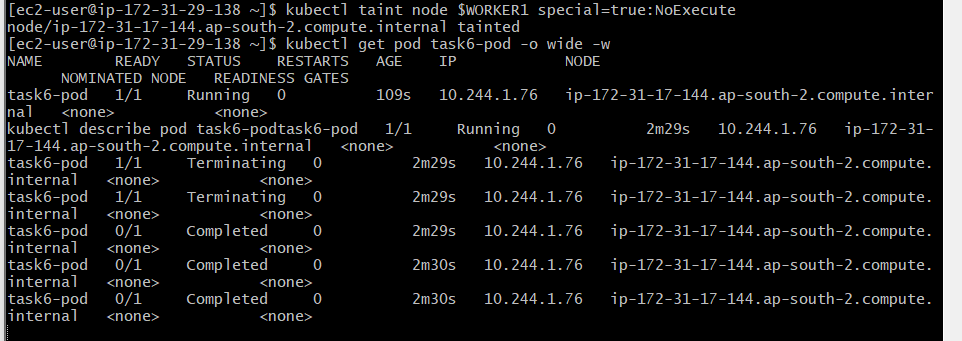 [ec2-user@ip-172-31-29-138 ~]$ kubectl taint node $WORKER1 special=true:NoExecute
node/ip-172-31-17-144.ap-south-2.compute.internal tainted
[ec2-user@ip-172-31-29-138 ~]$ kubectl get pod task6-pod -o wide -w
NAME READY STATUS RESTARTS AGE IP NODE
NOMINATED NODE READINESS GATES
task6-pod 1/1 Running 0 109s 10.244.1.76 ip-172-31-17-144.ap-south-2.compute.inter
nal <none> <none>
kubectl describe pod task6-podtask6-pod 1/1 Running 0 2m29s 10.244.1.76 ip-172-31-
17-144.ap-south-2.compute.internal <none> <none>
task6-pod 1/1 Terminating 0 2m29s 10.244.1.76 ip-172-31-17-144.ap-south-2.compute.
internal <none> <none>
task6-pod 1/1 Terminating 0 2m29s 10.244.1.76 ip-172-31-17-144.ap-south-2.compute.
internal <none> <none>
task6-pod 0/1 Completed 0 2m29s 10.244.1.76 ip-172-31-17-144.ap-south-2.compute.
internal <none> <none>
task6-pod 0/1 Completed 0 2m30s 10.244.1.76 ip-172-31-17-144.ap-south-2.compute.
internal <none> <none>
task6-pod 0/1 Completed 0 2m30s 10.244.1.76 ip-172-31-17-144.ap-south-2.compute.
internal <none> <none>